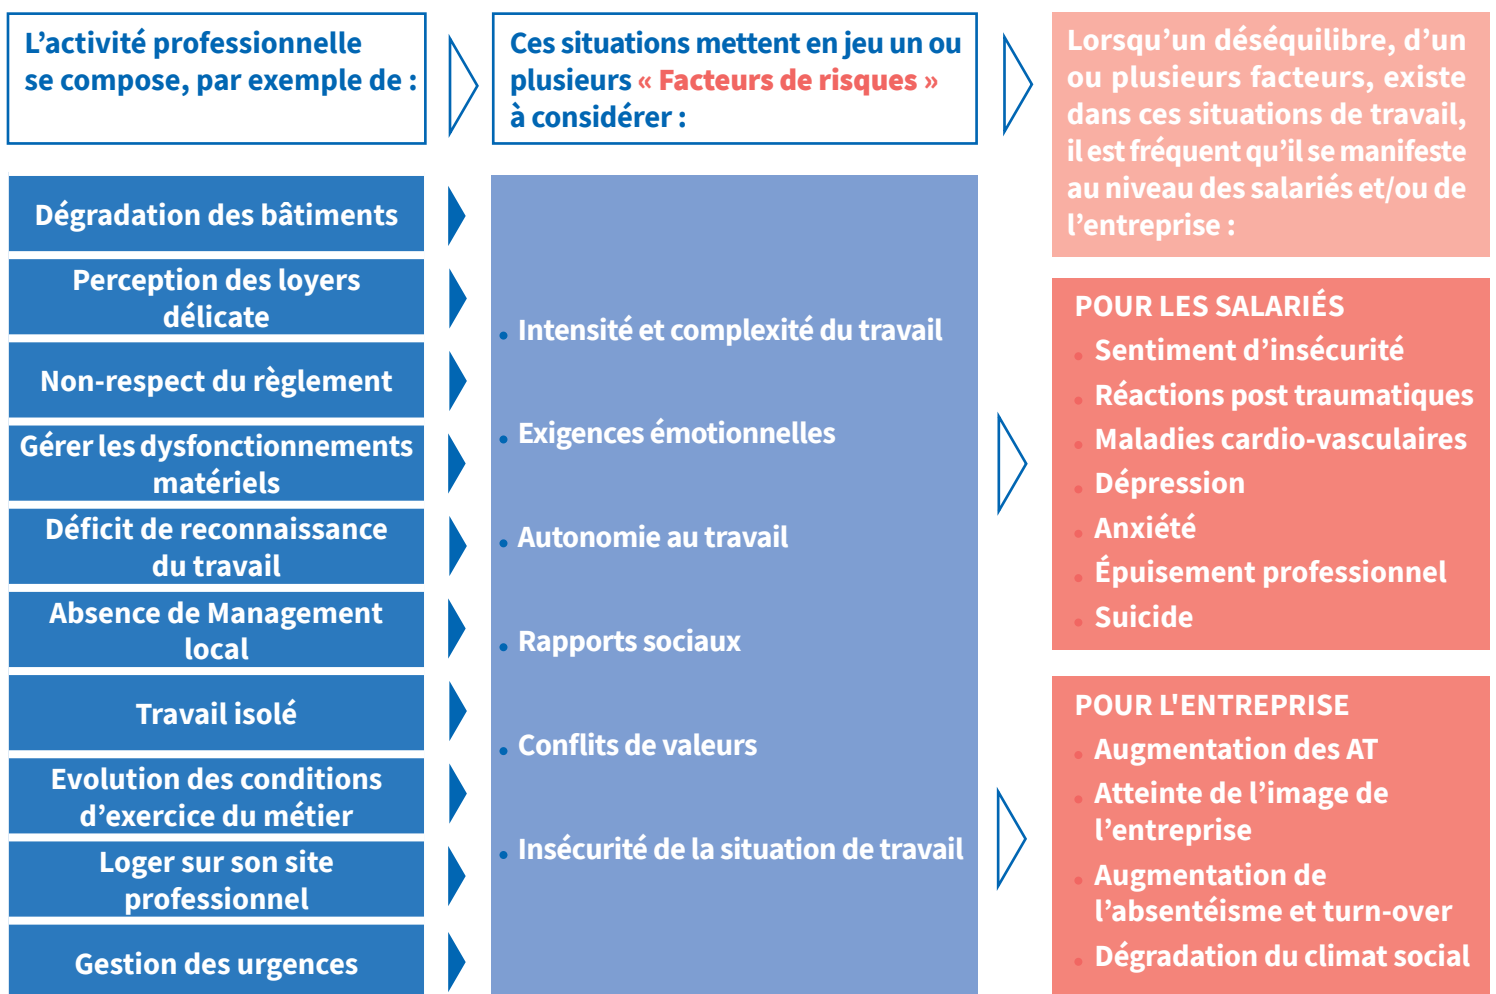 L’activité professionnelle
se compose, par exemple de :
Ces situations mettent en jeu un ou
plusieurs « Facteurs de risques »
à considérer :
Lorsqu’un déséquilibre, d’un
ou plusieurs facteurs, existe
dans ces situations de travail,
il est fréquent qu’il se manifeste
au niveau des salariés et/ou de
l’entreprise :
Dégradation des bâtiments
Perception des loyers
délicate
Non-respect du règlement
Gérer les dysfonctionnements
matériels
Déficit de reconnaissance
du travail
Absence de Management
local
Travail isolé
Evolution des conditions
d’exercice du métier
Loger sur son site
professionnel
Gestion des urgences
• Intensité et complexité du travail
• Exigences émotionnelles
• Autonomie au travail
• Rapports sociaux
• Conflits de valeurs
• Insécurité de la situation de travail
POUR LES SALARIÉS
• Sentiment d’insécurité
• Réactions post traumatiques
• Maladies cardio-vasculaires
• Dépression
• Anxiété
• Épuisement professionnel
• Suicide
POUR L'ENTREPRISE
• Augmentation des AT
• Atteinte de l’image de
l’entreprise
• Augmentation de
l’absentéisme et turn-over
• Dégradation du climat social